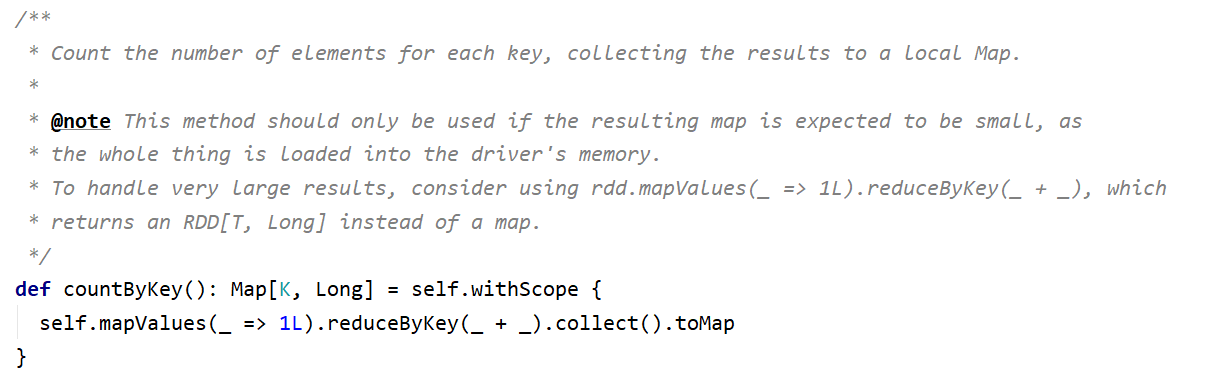 /**
 * Count the number of elements for each key, collecting the results to a local Map.
 *
 * @note This method should only be used if the resulting map is expected to be small, as
 * the whole thing is loaded into the driver's memory.
 * To handle very large results, consider using rdd.mapValues(_ => 1L).reduceByKey(_ + _), which
 * returns an RDD[T, Long] instead of a map.
 */
def countByKey(): Map[K, Long] = self.withScope {
  self.mapValues(_ => 1L).reduceByKey(_ + _).collect().toMap
}